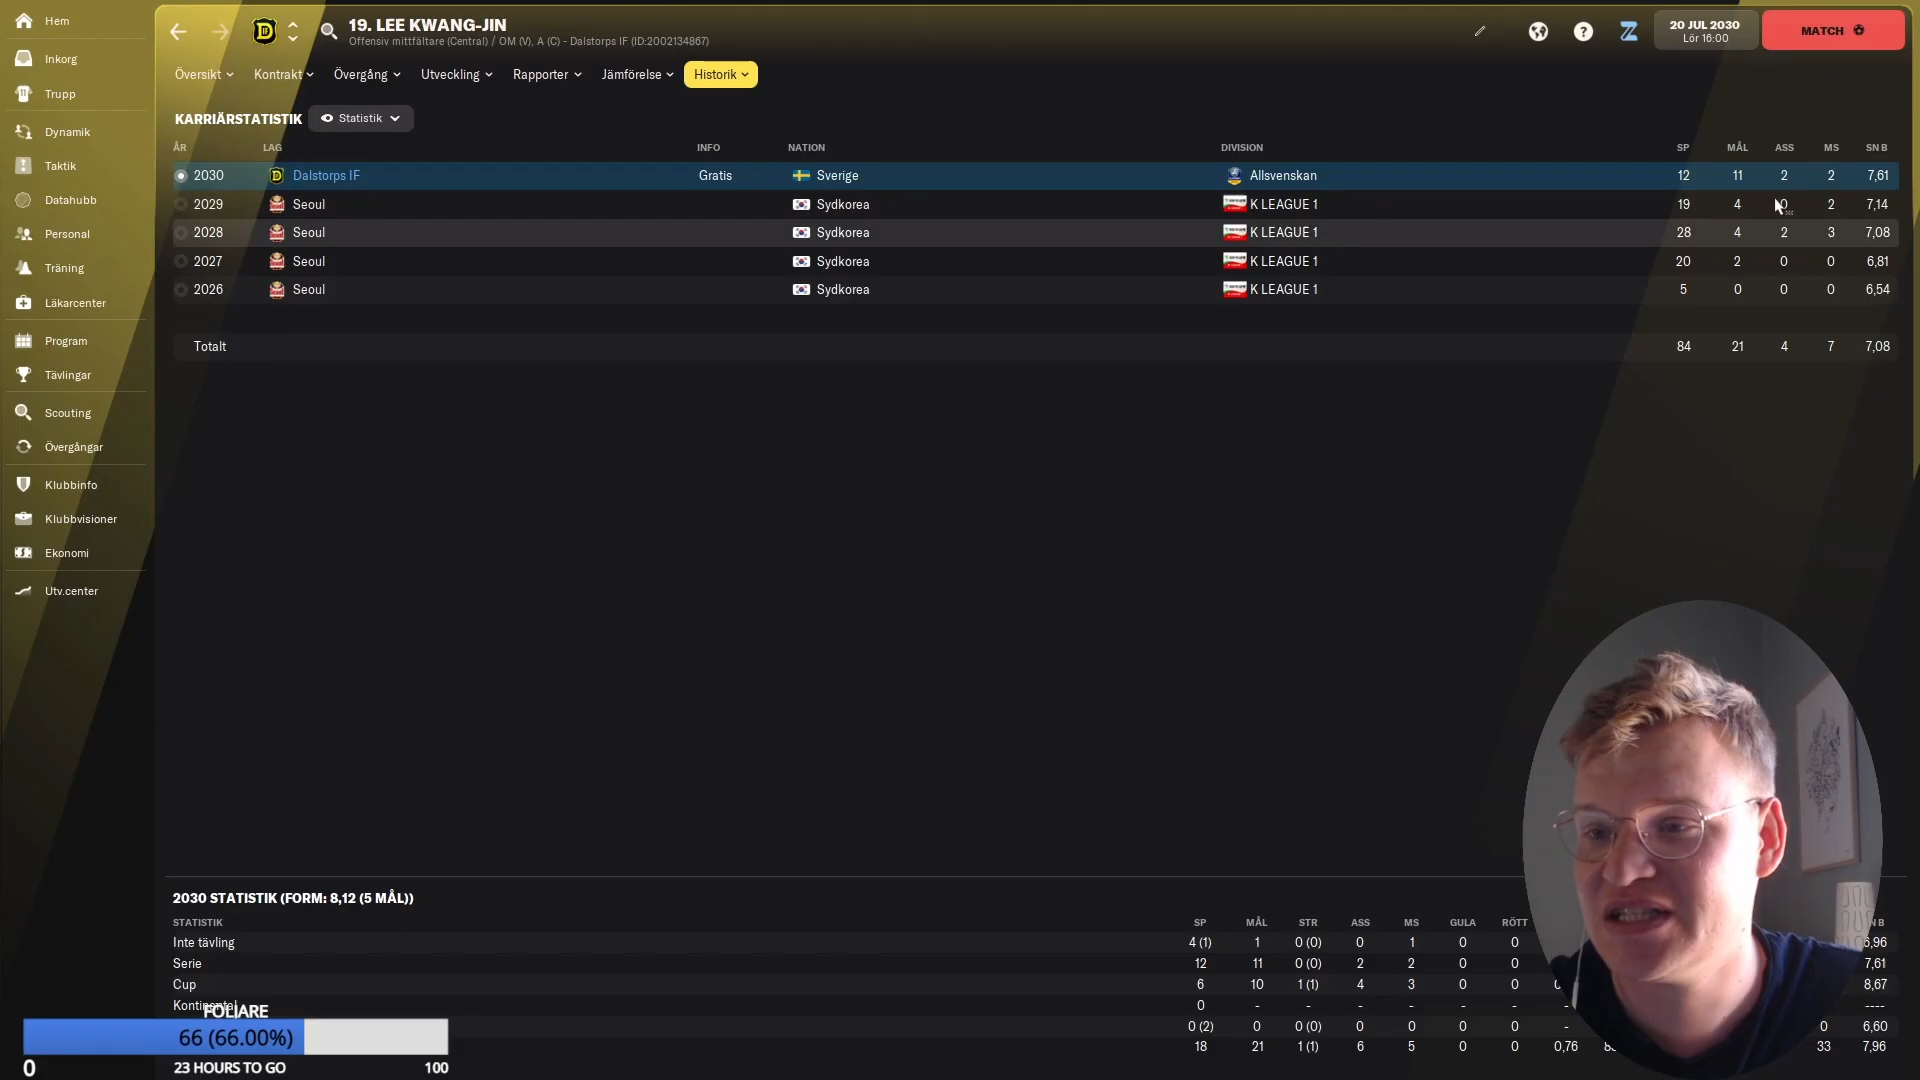 Hem
Inkorg
Trupp
Dynamik
Taktik
Datahubb
Personal
Träning
Läkarcenter
Program
Tävlingar
Scouting
Övergångar
Klubbinfo
Klubbvisioner
Ekonomi
Utv.center
19. LEE KWANG-JIN
Offensiv mittfältare (Central) / OM (V), A (C) - Dalstorps IF (ID:2002134867)
20 JUL 2030
Lör 16:00
MATCH
Översikt Kontrakt Övergång Utveckling Rapporter Jämförelse Historik
KARRIÄRSTATISTIK Statistik
ÅR LAG INFO NATION DIVISION SP MÅL ASS MS SN B
2030 Dalstorps IF Gratis Sverige Allsvenskan 12 11 2 2 7,61
2029 Seoul Sydkorea K LEAGUE 1 19 4 0 2 7,14
2028 Seoul Sydkorea K LEAGUE 1 28 4 2 3 7,08
2027 Seoul Sydkorea K LEAGUE 1 20 2 0 0 6,81
2026 Seoul Sydkorea K LEAGUE 1 5 0 0 0 6,54
Totalt 84 21 4 7 7,08
2030 STATISTIK (FORM: 8,12 (5 MÅL))
STATISTIK SP MÅL STR ASS MS GULA RÖTT N B
Inte tävling 4 (1) 1 0 (0) 0 1 0 0 6,96
Serie 12 11 0 (0) 2 2 0 0 7,61
Cup 6 10 1 (1) 4 3 0 0 8,67
Kontinental 0 - - - - - - ----
0 (2) 0 0 (0) 0 0 0 0 - 0 6,60
18 21 1 (1) 6 5 0 0 0,76 33 7,96
FÖLJARE
66 (66.00%)
0 23 HOURS TO GO 100